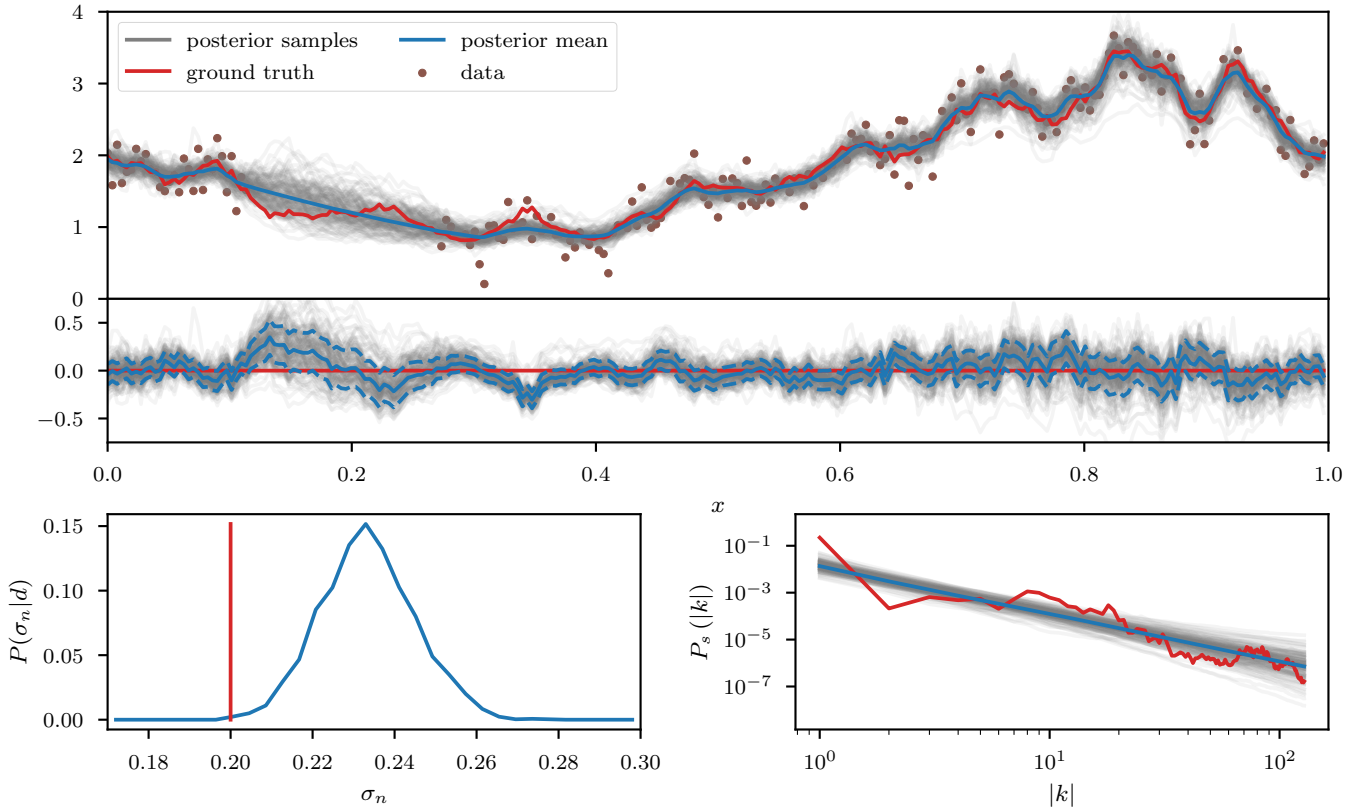 4
posterior samples posterior mean
ground truth data
3
2
1
0
0.5
0.0
−0.5
0.0 0.2 0.4 0.6 0.8 1.0
x
0.15
0.10
0.05
0.00
P(σₙ|d)
0.18 0.20 0.22 0.24 0.26 0.28 0.30
σₙ
10⁻¹
10⁻³
10⁻⁵
10⁻⁷
Pₛ (|k|)
10⁰ 10¹ 10²
|k|